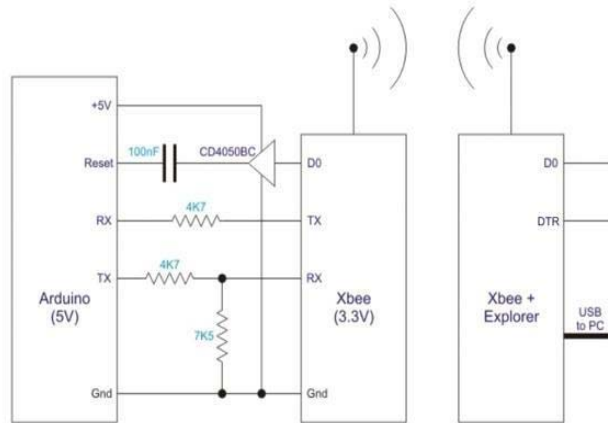 +5V
100nF
CD4050BC
Reset
D0
D0
4K7
RX
TX
DTR
4K7
TX
RX
Arduino
(5V)
Xbee
(3.3V)
Xbee +
Explorer
USB
to PC
7K5
Gnd
Gnd